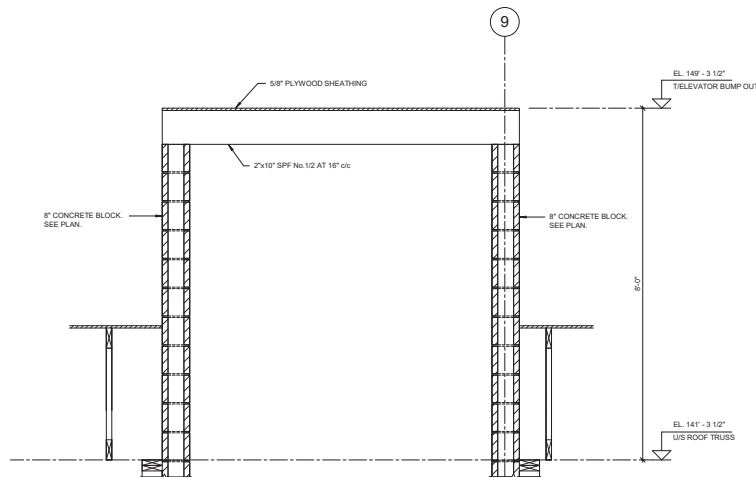 9
EL. 149' - 3 1/2"
T/ELEVATOR BUMP OUT
5/8" PLYWOOD SHEATHING
2"x10" SPF No.1/2 AT 16" c/c
8" CONCRETE BLOCK.
SEE PLAN.
8" CONCRETE BLOCK.
SEE PLAN.
8'-0"
EL. 141' - 3 1/2"
U/S ROOF TRUSS